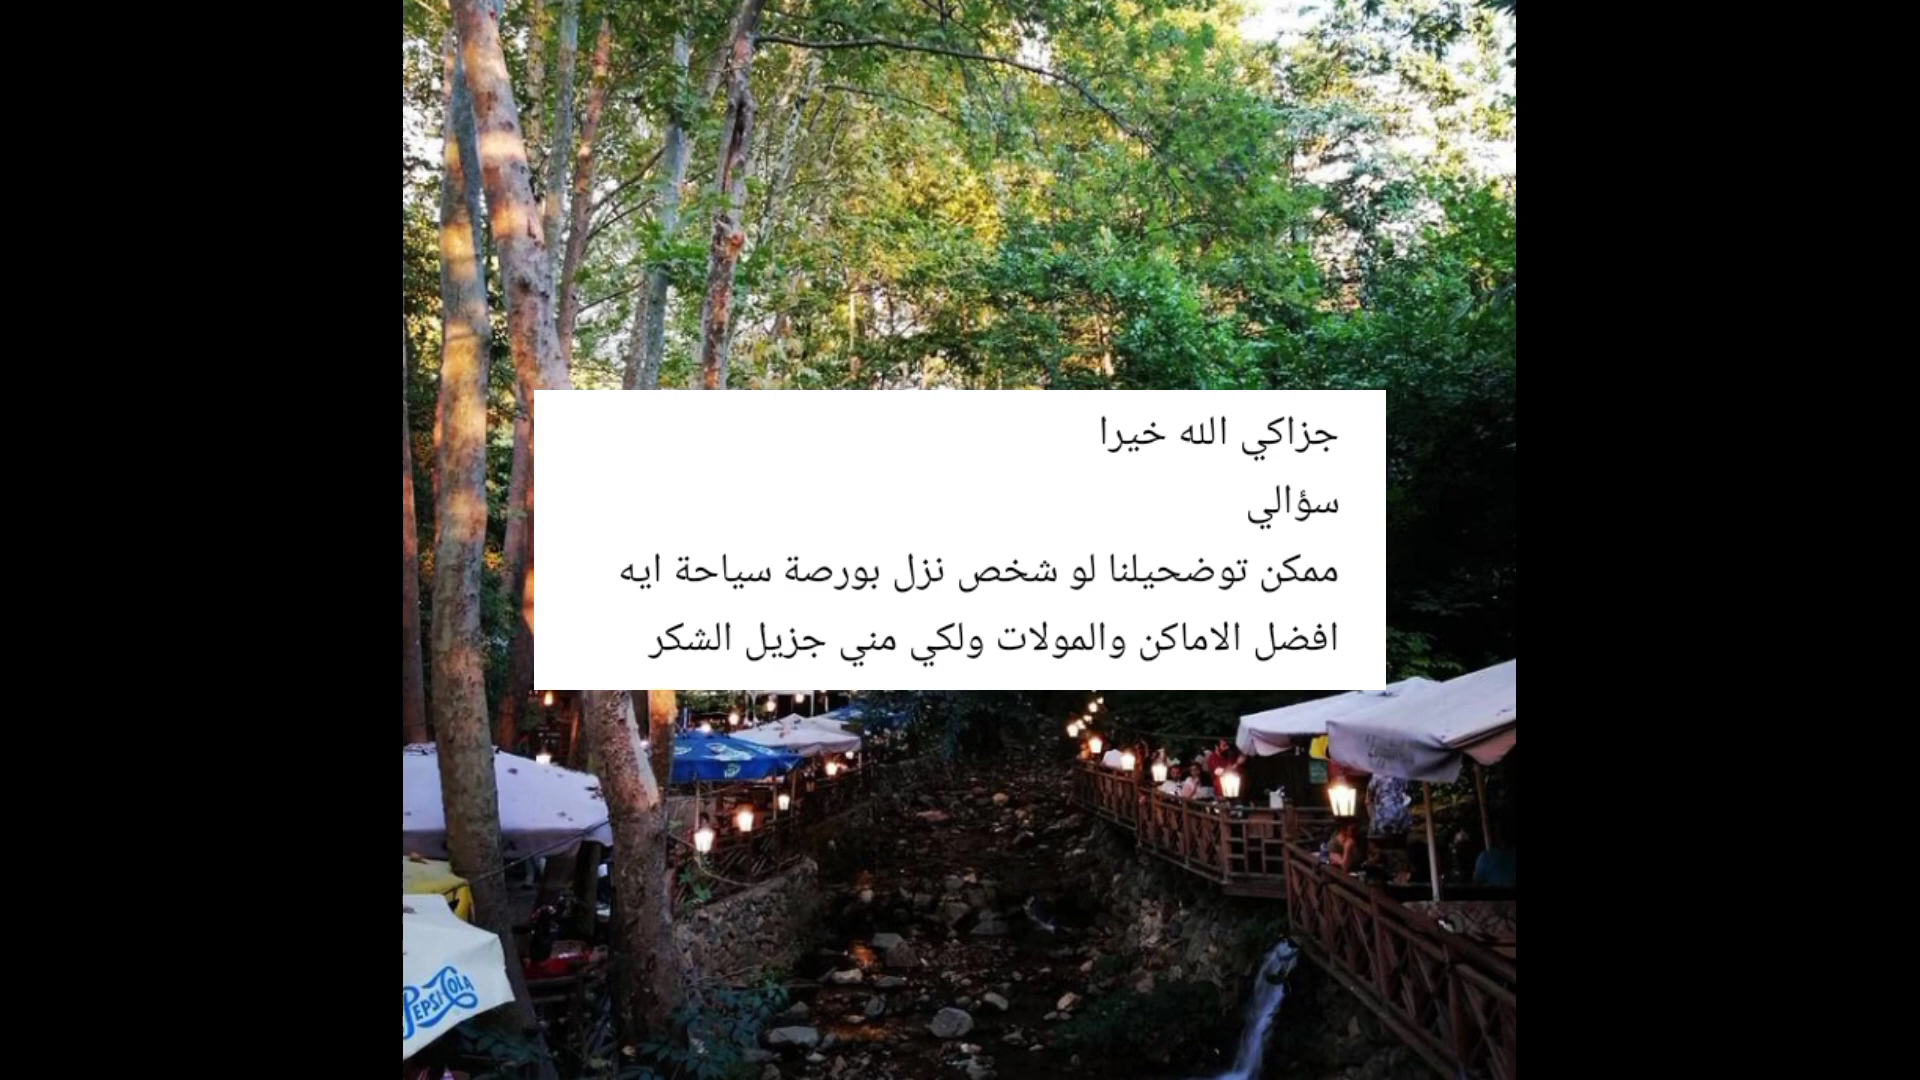 جزاكي الله خيرا
سؤالي
ممكن توضحيلنا لو شخص نزل بورصة سياحة ايه
افضل الاماكن والمولات ولكي مني جزيل الشكر
PEPSI COLA